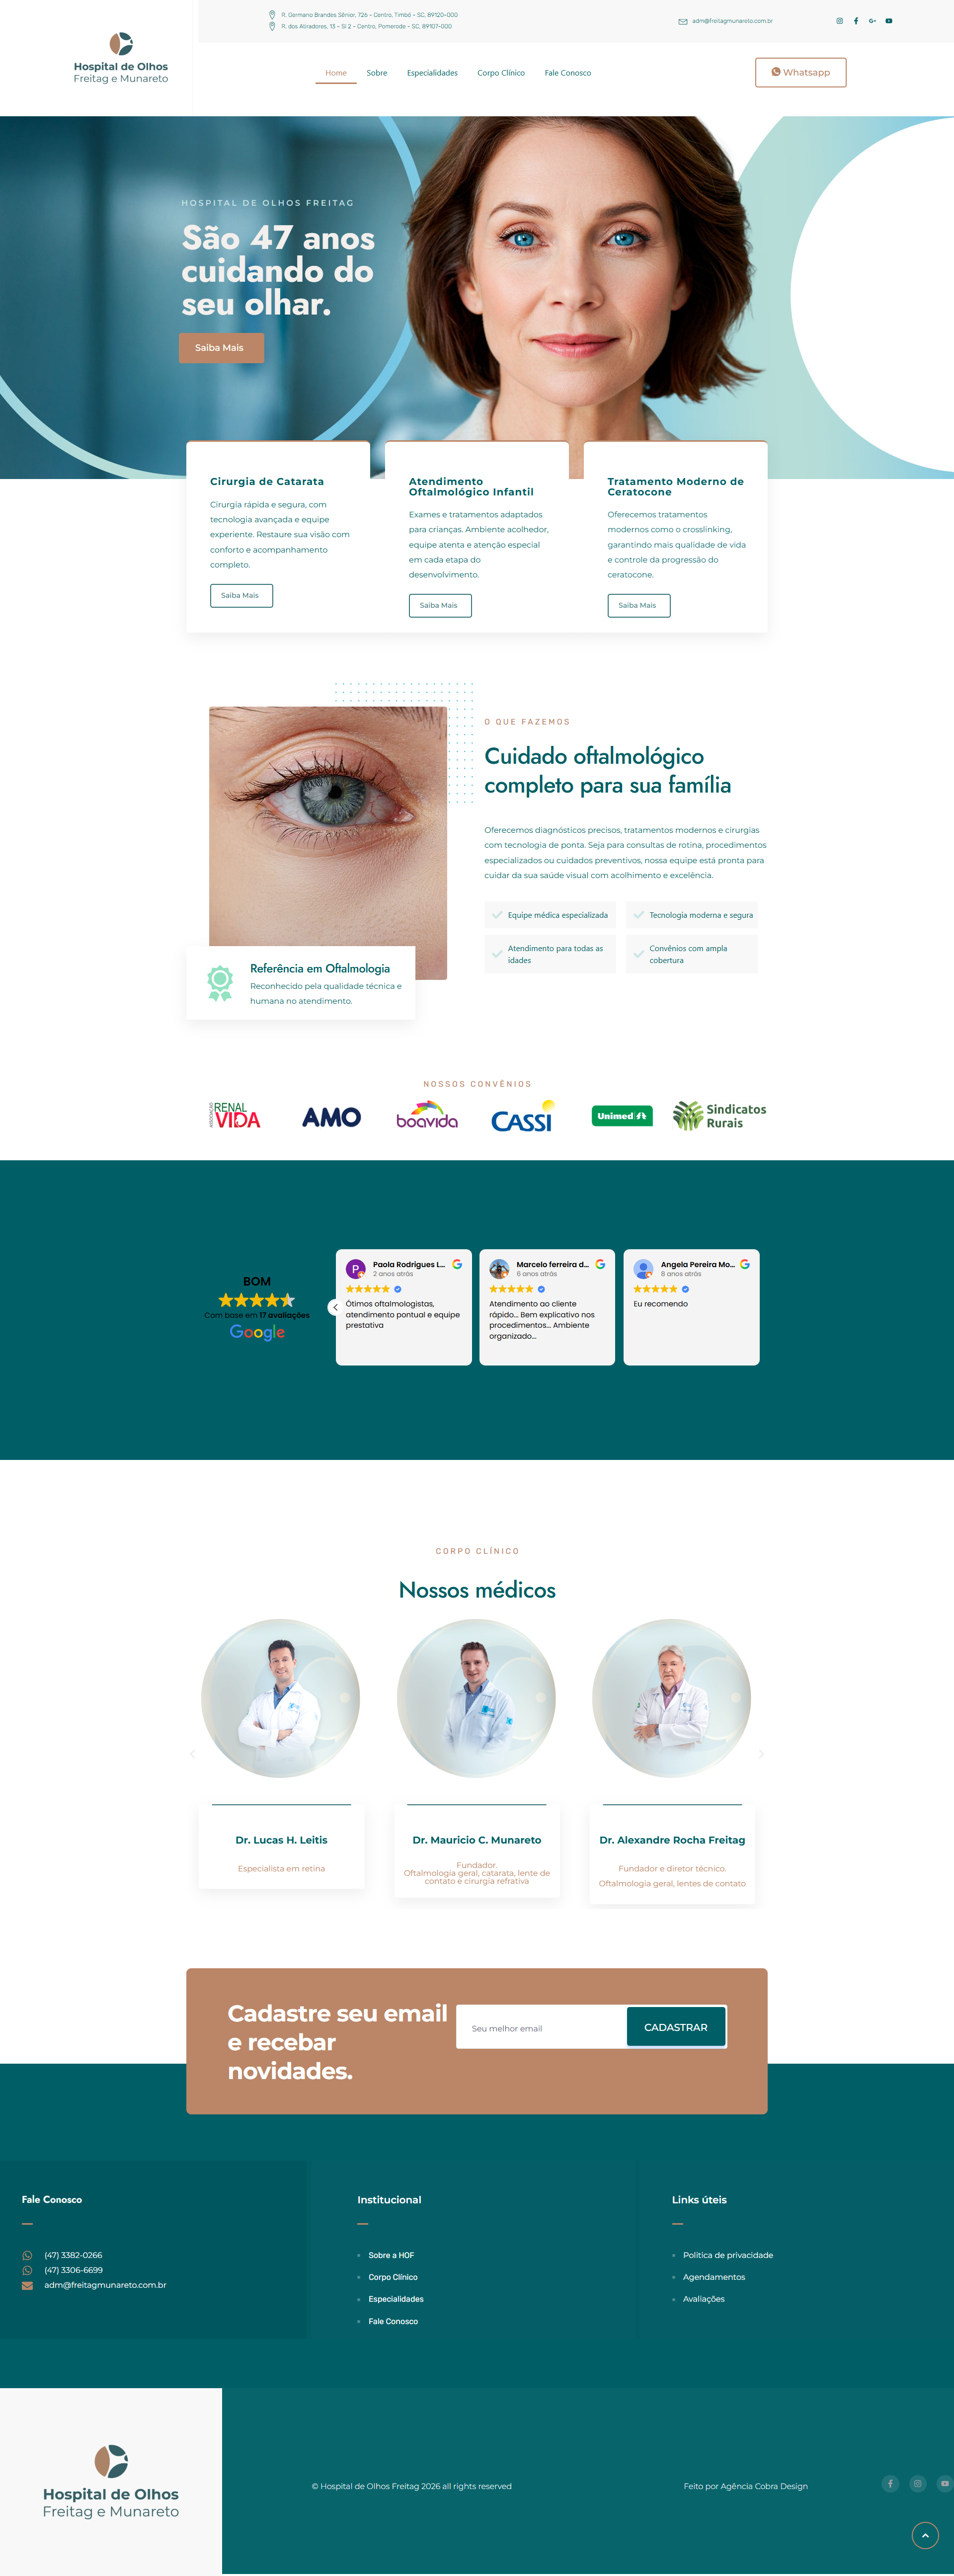 R. Germano Brandes Sênior, 726 - Centro, Timbó - SC, 89120-000
R. dos Atiradores, 13 - Sl 2 - Centro, Pomerode - SC, 89107-000
adm@freitagmunareto.com.br
Hospital de Olhos
Freitag e Munareto
Home
Sobre
Especialidades
Corpo Clínico
Fale Conosco
Whatsapp
HOSPITAL DE OLHOS FREITAG
São 47 anos
cuidando do
seu olhar.
Saiba Mais
Cirurgia de Catarata
Cirurgia rápida e segura, com
tecnologia avançada e equipe
experiente. Restaure sua visão com
conforto e acompanhamento
completo.
Saiba Mais
Atendimento
Oftalmológico Infantil
Exames e tratamentos adaptados
para crianças. Ambiente acolhedor,
equipe atenta e atenção especial
em cada etapa do
desenvolvimento.
Saiba Mais
Tratamento Moderno de
Ceratocone
Oferecemos tratamentos
modernos como o crosslinking,
garantindo mais qualidade de vida
e controle da progressão do
ceratocone.
Saiba Mais
O QUE FAZEMOS
Cuidado oftalmológico
completo para sua família
Oferecemos diagnósticos precisos, tratamentos modernos e cirurgias
com tecnologia de ponta. Seja para consultas de rotina, procedimentos
especializados ou cuidados preventivos, nossa equipe está pronta para
cuidar da sua saúde visual com acolhimento e excelência.
Equipe médica especializada
Tecnologia moderna e segura
Atendimento para todas as
idades
Convênios com ampla
cobertura
Referência em Oftalmologia
Reconhecido pela qualidade técnica e
humana no atendimento.
NOSSOS CONVÊNIOS
ASSOCIAÇÃO
RENAL
VIDA
AMO
boavida
CASSI
Unimed
Sindicatos
Rurais
BOM
Com base em 17 avaliações
Google
P
Paola Rodrigues L...
2 anos atrás
Ótimos oftalmologistas,
atendimento pontual e equipe
prestativa
Marcelo ferreira d...
6 anos atrás
Atendimento ao cliente
rápido... Bem explicativo nos
procedimentos... Ambiente
organizado...
Angela Pereira Mo...
8 anos atrás
Eu recomendo
CORPO CLÍNICO
Nossos médicos
Dr. Lucas H. Leitis
Especialista em retina
Dr. Mauricio C. Munareto
Fundador.
Oftalmologia geral, catarata, lente de
contato e cirurgia refrativa
Dr. Alexandre Rocha Freitag
Fundador e diretor técnico.
Oftalmologia geral, lentes de contato
Cadastre seu email
e recebar
novidades.
Seu melhor email
CADASTRAR
Fale Conosco
(47) 3382-0266
(47) 3306-6699
adm@freitagmunareto.com.br
Institucional
Sobre a HOF
Corpo Clínico
Especialidades
Fale Conosco
Links úteis
Politica de privacidade
Agendamentos
Avaliações
Hospital de Olhos
Freitag e Munareto
© Hospital de Olhos Freitag 2026 all rights reserved
Feito por Agência Cobra Design